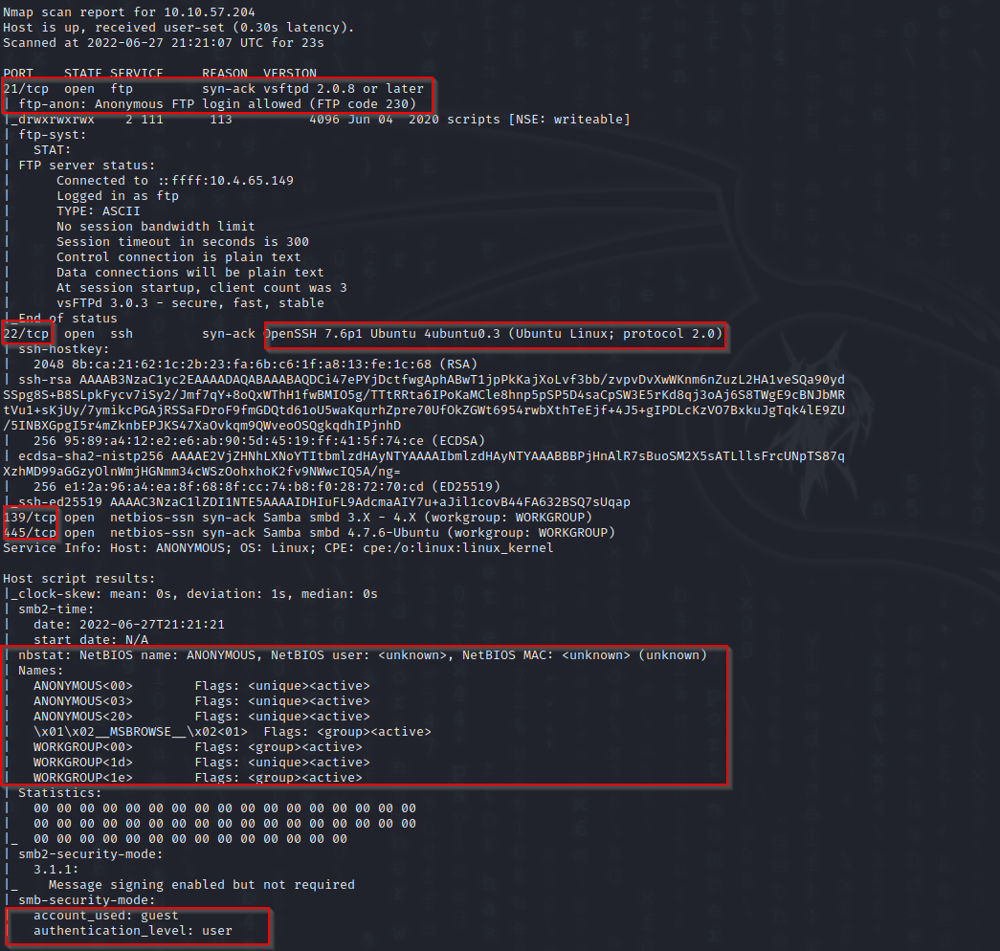 Nmap scan report for 10.10.57.204
Host is up, received user-set (0.30s latency).
Scanned at 2022-06-27 21:21:07 UTC for 23s
PORT    STATE SERVICE     REASON  VERSION
21/tcp  open  ftp         syn-ack vsftpd 2.0.8 or later
| ftp-anon: Anonymous FTP login allowed (FTP code 230)
|_drwxrwxrwx    2 111      113          4096 Jun 04  2020 scripts [NSE: writeable]
| ftp-syst:
|   STAT:
| FTP server status:
|      Connected to ::ffff:10.4.65.149
|      Logged in as ftp
|      TYPE: ASCII
|      No session bandwidth limit
|      Session timeout in seconds is 300
|      Control connection is plain text
|      Data connections will be plain text
|      At session startup, client count was 3
|      vsFTPd 3.0.3 - secure, fast, stable
|_End of status
22/tcp  open  ssh         syn-ack OpenSSH 7.6p1 Ubuntu 4ubuntu0.3 (Ubuntu Linux; protocol 2.0)
| ssh-hostkey:
|   2048 8b:ca:21:62:1c:2b:23:fa:6b:c6:1f:a8:13:fe:1c:68 (RSA)
| ssh-rsa AAAAB3NzaC1yc2EAAAADAQABAAABAQDCi47ePYjDctfwgAphABwT1jpPkKajXoLvf3bb/zvpvDvXwWKnm6nZuzL2HA1veSQa90yd
SSpg8S+B8SLpkFycv7iSy2/Jmf7qY+8oQxWThH1fwBMIO5g/TTtRRta6IPoKaMCle8hnp5pSP5D4saCpSW3E5rKd8qj3oAj6S8TWgE9cBNJbMR
tVu1+sKjUy/7ymikcPGAjRSSaFDroF9fmGDQtd61oU5waKqurhZpre70UfOkZGWt6954rwbXthTeEjf+4J5+gIPDLcKzVO7BxkuJgTqk4lE9ZU
/5INBXGpgI5r4mZknbEPJKS47XaOvkqm9QWveoOSQgkqdhIPjnhD
|   256 95:89:a4:12:e2:e6:ab:90:5d:45:19:ff:41:5f:74:ce (ECDSA)
| ecdsa-sha2-nistp256 AAAAE2VjZHNhLXNoYTItbmlzdHAyNTYAAAAIbmlzdHAyNTYAAABBBPjHnAlR7sBuoSM2X5sATLllsFrcUNpTS87q
XzhMD99aGGzyOlnWmjHGNmm34cWSzOohxhoK2fv9NWwcIQ5A/ng=
|   256 e1:2a:96:a4:ea:8f:68:8f:cc:74:b8:f0:28:72:70:cd (ED25519)
|_ssh-ed25519 AAAAC3NzaC1lZDI1NTE5AAAAIDHIuFL9AdcmaAIY7u+aJil1covB44FA632BSQ7sUqap
139/tcp open  netbios-ssn syn-ack Samba smbd 3.X - 4.X (workgroup: WORKGROUP)
445/tcp open  netbios-ssn syn-ack Samba smbd 4.7.6-Ubuntu (workgroup: WORKGROUP)
Service Info: Host: ANONYMOUS; OS: Linux; CPE: cpe:/o:linux:linux_kernel
Host script results:
|_clock-skew: mean: 0s, deviation: 1s, median: 0s
| smb2-time:
|   date: 2022-06-27T21:21:21
|   start_date: N/A
| nbstat: NetBIOS name: ANONYMOUS, NetBIOS user: <unknown>, NetBIOS MAC: <unknown> (unknown)
| Names:
|   ANONYMOUS<00>        Flags: <unique><active>
|   ANONYMOUS<03>        Flags: <unique><active>
|   ANONYMOUS<20>        Flags: <unique><active>
|   \x01\x02__MSBROWSE__\x02<01>  Flags: <group><active>
|   WORKGROUP<00>        Flags: <group><active>
|   WORKGROUP<1d>        Flags: <unique><active>
|   WORKGROUP<1e>        Flags: <group><active>
| Statistics:
|   00 00 00 00 00 00 00 00 00 00 00 00 00 00 00 00 00
|   00 00 00 00 00 00 00 00 00 00 00 00 00 00 00 00 00
|_  00 00 00 00 00 00 00 00 00 00 00 00 00 00
| smb2-security-mode:
|   3.1.1:
|_    Message signing enabled but not required
| smb-security-mode:
|   account_used: guest
|   authentication_level: user